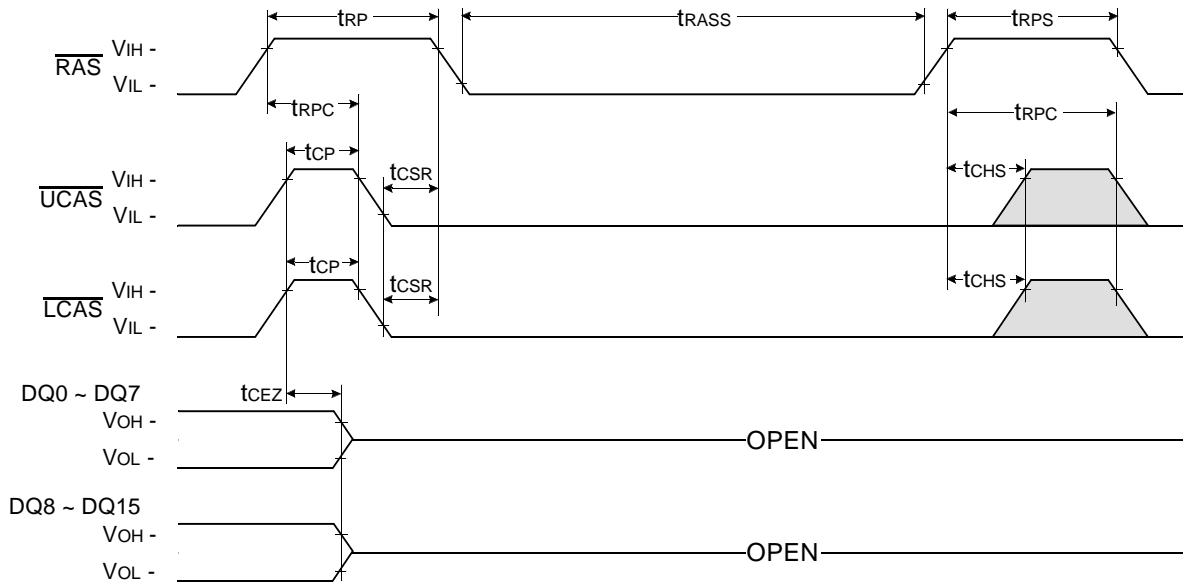 tRP
tRASS
tRPS
RAS
VIH -
VIL -
tRPC
tRPC
tCP
tCSR
tCHS
UCAS
VIH -
VIL -
tCP
tCSR
tCHS
LCAS
VIH -
VIL -
tCEZ
DQ0 ~ DQ7
VOH -
VOL -
OPEN
DQ8 ~ DQ15
VOH -
VOL -
OPEN